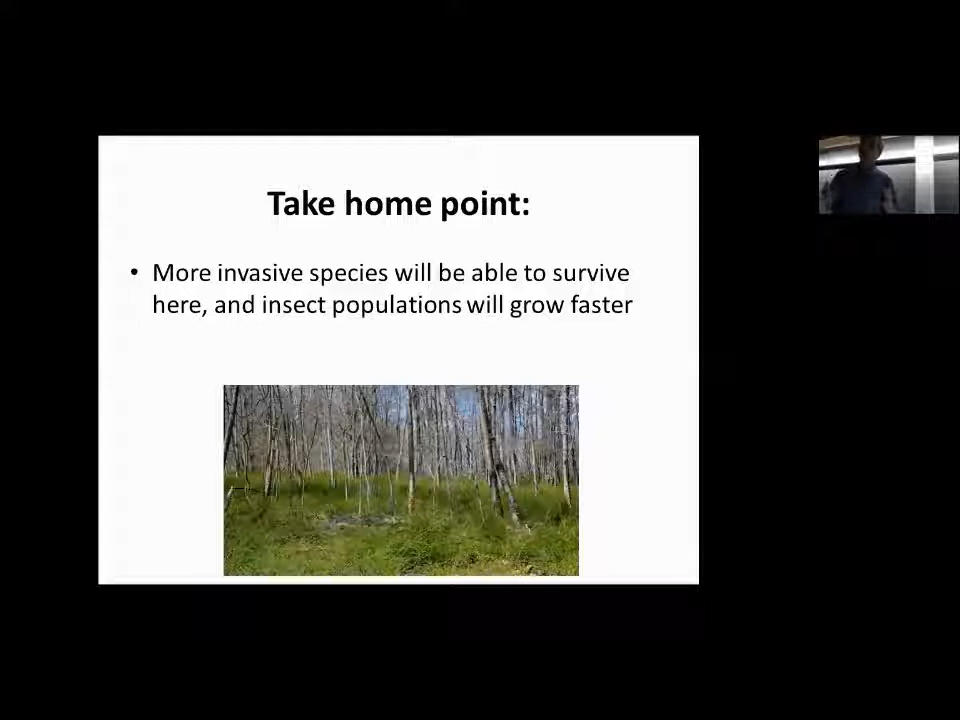 Take home point:
• More invasive species will be able to survive
here, and insect populations will grow faster